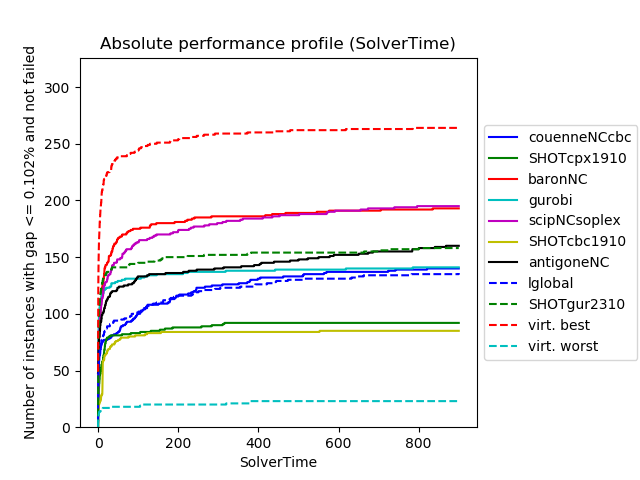 Absolute performance profile (SolverTime)
Number of instances with gap <= 0.102% and not failed
300
250
200
150
100
50
0
0 200 400 600 800
SolverTime
couenneNCcbc
SHOTcpx1910
baronNC
gurobi
scipNCsoplex
SHOTcbc1910
antigoneNC
lglobal
SHOTgur2310
virt. best
virt. worst